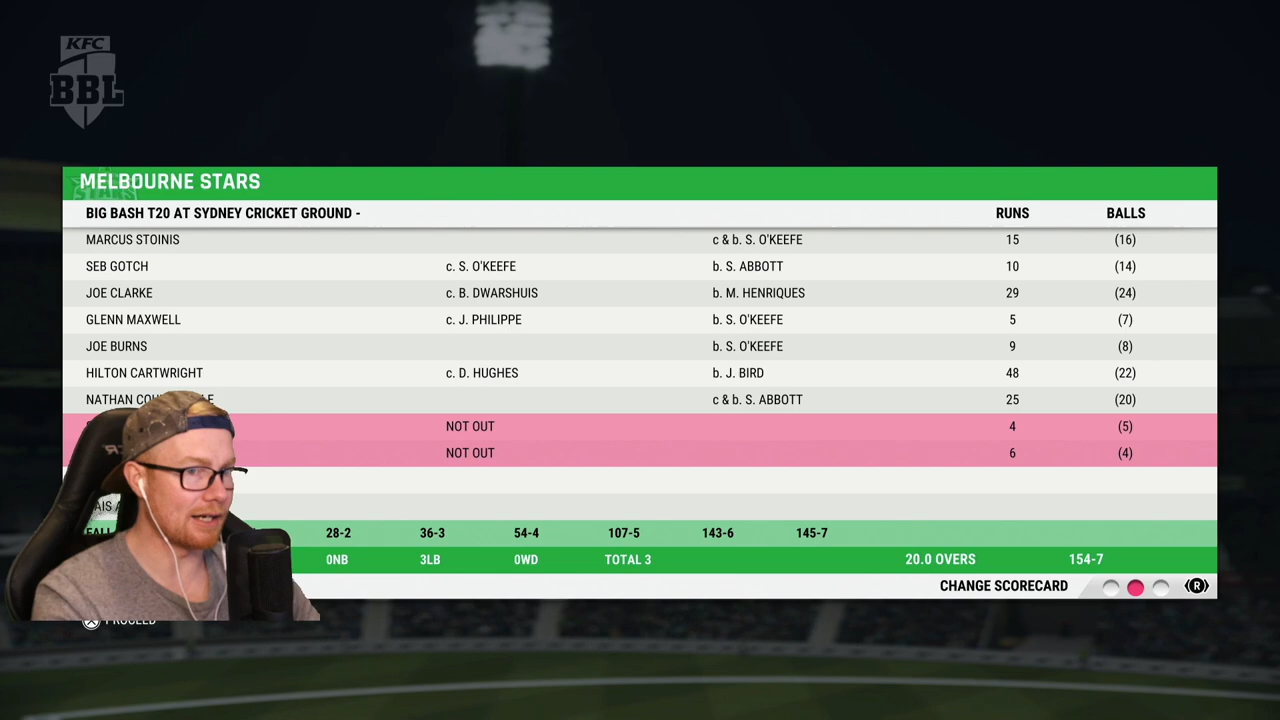 KFC
BBL
MELBOURNE STARS
BIG BASH T20 AT SYDNEY CRICKET GROUND - RUNS BALLS
MARCUS STOINIS c & b. S. O'KEEFE 15 (16)
SEB GOTCH c. S. O'KEEFE b. S. ABBOTT 10 (14)
JOE CLARKE c. B. DWARSHUIS b. M. HENRIQUES 29 (24)
GLENN MAXWELL c. J. PHILIPPE b. S. O'KEEFE 5 (7)
JOE BURNS b. S. O'KEEFE 9 (8)
HILTON CARTWRIGHT c. D. HUGHES b. J. BIRD 48 (22)
NATHAN c & b. S. ABBOTT 25 (20)
NOT OUT 4 (5)
NOT OUT 6 (4)
28-2 36-3 54-4 107-5 143-6 145-7
0NB 3LB 0WD TOTAL 3 20.0 OVERS 154-7
CHANGE SCORECARD R
PROCEED